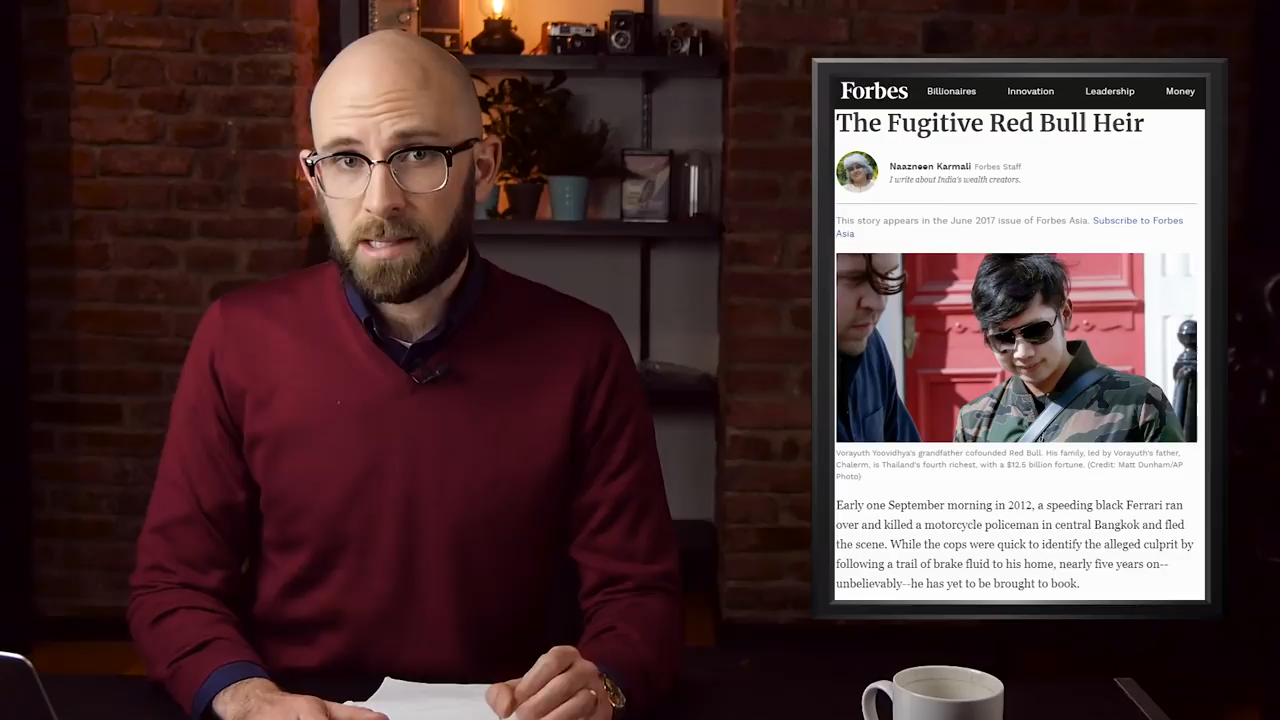 Forbes Billionaires Innovation Leadership Money
The Fugitive Red Bull Heir
Naazneen Karmali Forbes Staff
I write about India's wealth creators.
This story appears in the June 2017 issue of Forbes Asia. Subscribe to Forbes
Asia
Vorayuth Yoovidhya's grandfather cofounded Red Bull. His family, led by Vorayuth's father,
Chalerm, is Thailand's fourth richest, with a $12.5 billion fortune. (Credit: Matt Dunham/AP
Photo)
Early one September morning in 2012, a speeding black Ferrari ran
over and killed a motorcycle policeman in central Bangkok and fled
the scene. While the cops were quick to identify the alleged culprit by
following a trail of brake fluid to his home, nearly five years on--
unbelievably--he has yet to be brought to book.